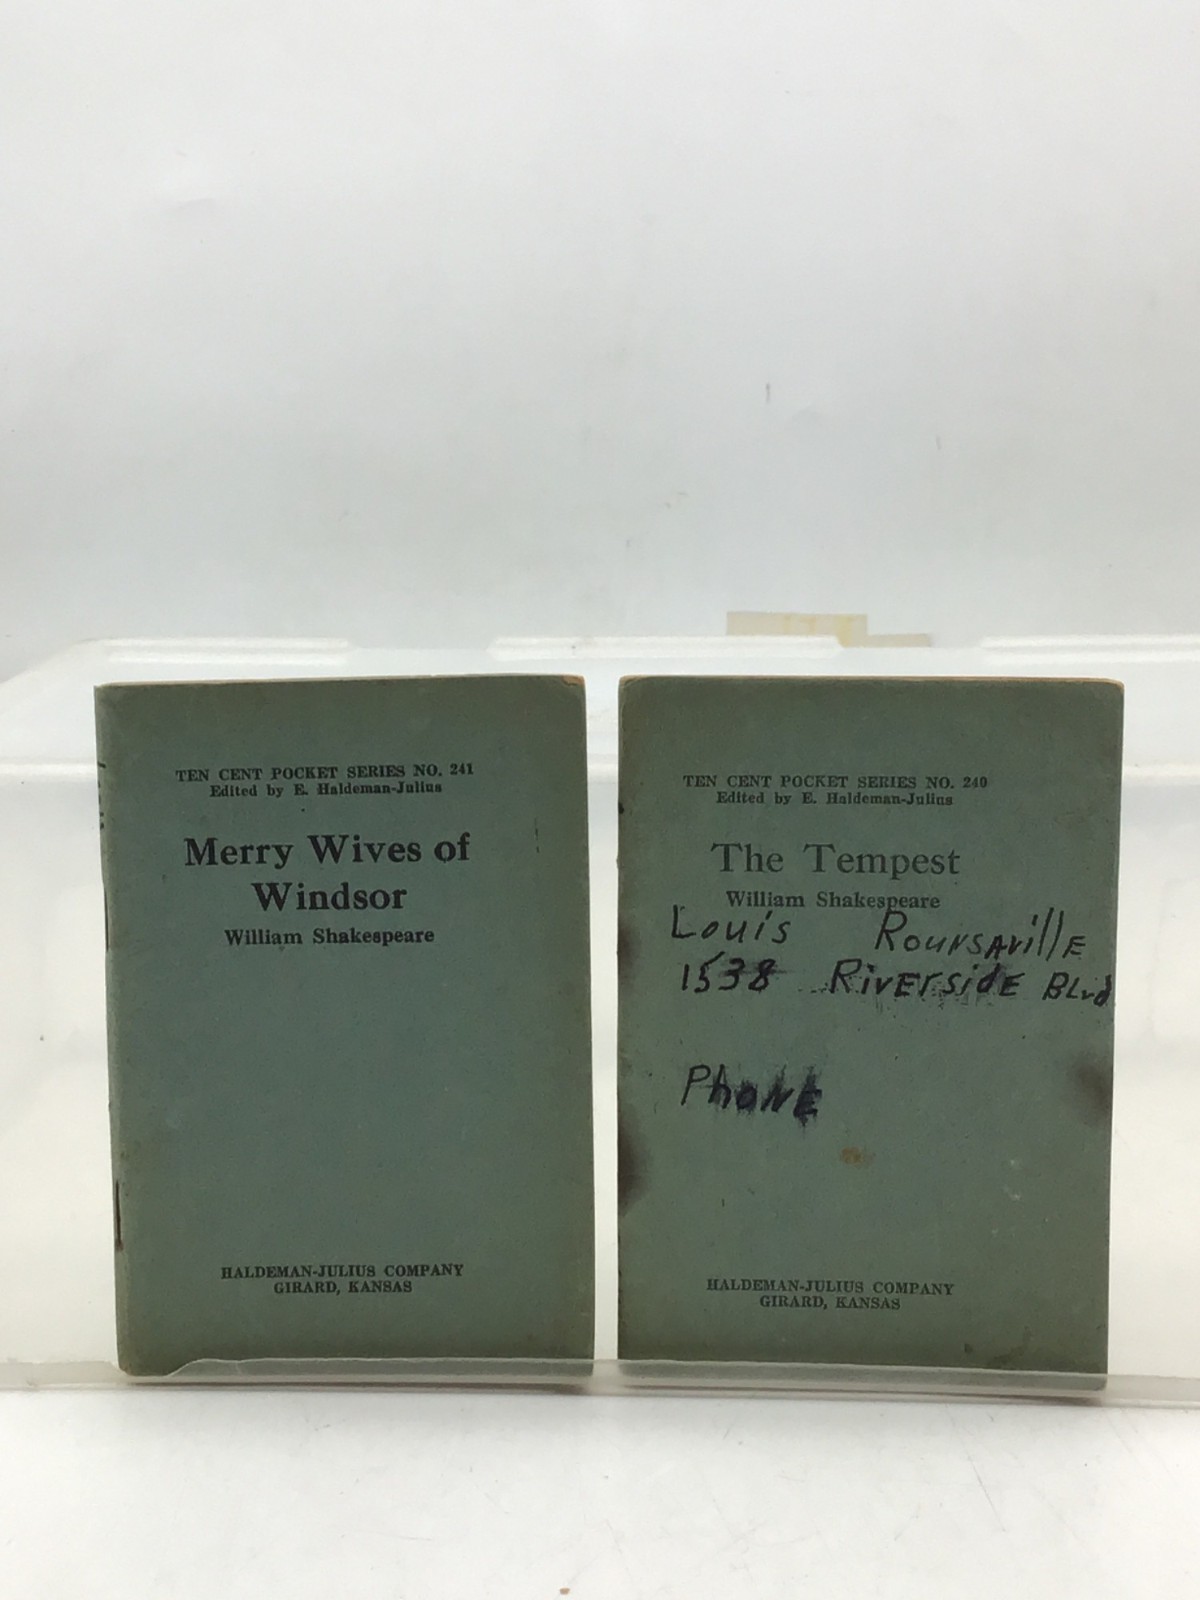 TEN CENT POCKET SERIES NO. 241
Edited by E. Haldeman-Julius
Merry Wives of
Windsor
William Shakespeare
HALDEMAN-JULIUS COMPANY
GIRARD, KANSAS
TEN CENT POCKET SERIES NO. 240
Edited by E. Haldeman-Julius
The Tempest
William Shakespeare
Louis Rounsaville
1538 Riverside Blvd
Phone
HALDEMAN-JULIUS COMPANY
GIRARD, KANSAS